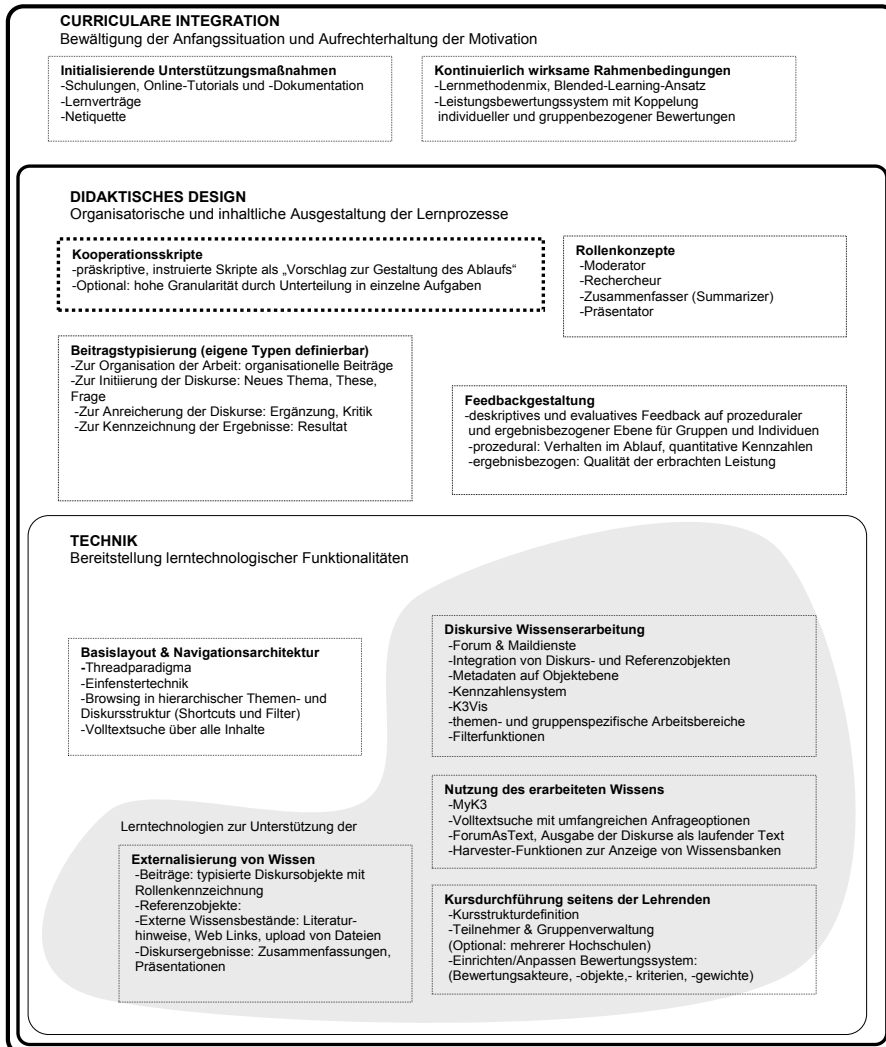 CURRICULARE INTEGRATION
Bewältigung der Anfangssituation und Aufrechterhaltung der Motivation
Initialisierende Unterstützungsmaßnahmen
-Schulungen, Online-Tutorials und -Dokumentation
-Lernverträge
-Netiquette
Kontinuierlich wirksame Rahmenbedingungen
-Lernmethodenmix, Blended-Learning-Ansatz
-Leistungsbewertungssystem mit Koppelung
individueller und gruppenbezogener Bewertungen
DIDAKTISCHES DESIGN
Organisatorische und inhaltliche Ausgestaltung der Lernprozesse
Kooperationsskripte
-präskriptive, instruierte Skripte als „Vorschlag zur Gestaltung des Ablaufs“
-Optional: hohe Granularität durch Unterteilung in einzelne Aufgaben
Rollenkonzepte
-Moderator
-Rechercheur
-Zusammenfasser (Summarizer)
-Präsentator
Beitragstypisierung (eigene Typen definierbar)
-Zur Organisation der Arbeit: organisationelle Beiträge
-Zur Initiierung der Diskurse: Neues Thema, These,
Frage
-Zur Anreicherung der Diskurse: Ergänzung, Kritik
-Zur Kennzeichnung der Ergebnisse: Resultat
Feedbackgestaltung
-deskriptives und evaluatives Feedback auf prozeduraler
und ergebnisbezogener Ebene für Gruppen und Individuen
-prozedural: Verhalten im Ablauf, quantitative Kennzahlen
-ergebnisbezogen: Qualität der erbrachten Leistung
TECHNIK
Bereitstellung lerntechnologischer Funktionalitäten
Basislayout & Navigationsarchitektur
-Threadparadigma
-Einfenstertechnik
-Browsing in hierarchischer Themen- und
Diskursstruktur (Shortcuts und Filter)
-Volltextsuche über alle Inhalte
Diskursive Wissenserarbeitung
-Forum & Maildienste
-Integration von Diskurs- und Referenzobjekten
-Metadaten auf Objektebene
-Kennzahlensystem
-K3Vis
-themen- und gruppenspezifische Arbeitsbereiche
-Filterfunktionen
Nutzung des erarbeiteten Wissens
-MyK3
-Volltextsuche mit umfangreichen Anfrageoptionen
-ForumAsText, Ausgabe der Diskurse als laufender Text
-Harvester-Funktionen zur Anzeige von Wissensbanken
Lerntechnologien zur Unterstützung der
Externalisierung von Wissen
-Beiträge: typisierte Diskursobjekte mit
Rollenkennzeichnung
-Referenzobjekte:
-Externe Wissensbestände: Literatur-
hinweise, Web Links, upload von Dateien
-Diskursergebnisse: Zusammenfassungen,
Präsentationen
Kursdurchführung seitens der Lehrenden
-Kursstrukturdefinition
-Teilnehmer & Gruppenverwaltung
(Optional: mehrerer Hochschulen)
-Einrichten/Anpassen Bewertungssystem:
(Bewertungsakteure, -objekte,- kriterien, -gewichte)